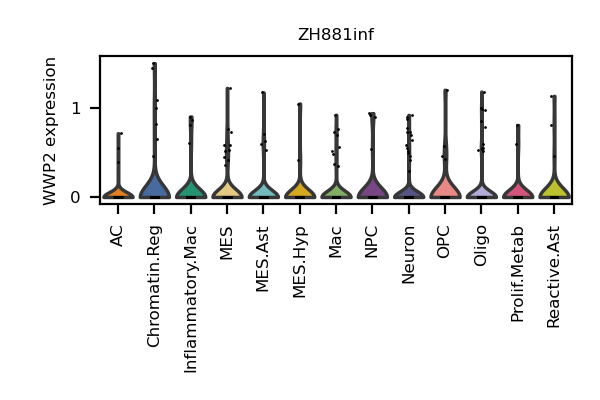 ZH881inf
WWP2 expression
1
0
AC
Chromatin.Reg
Inflammatory.Mac
MES
MES.Ast
MES.Hyp
Mac
NPC
Neuron
OPC
Oligo
Prolif.Metab
Reactive.Ast